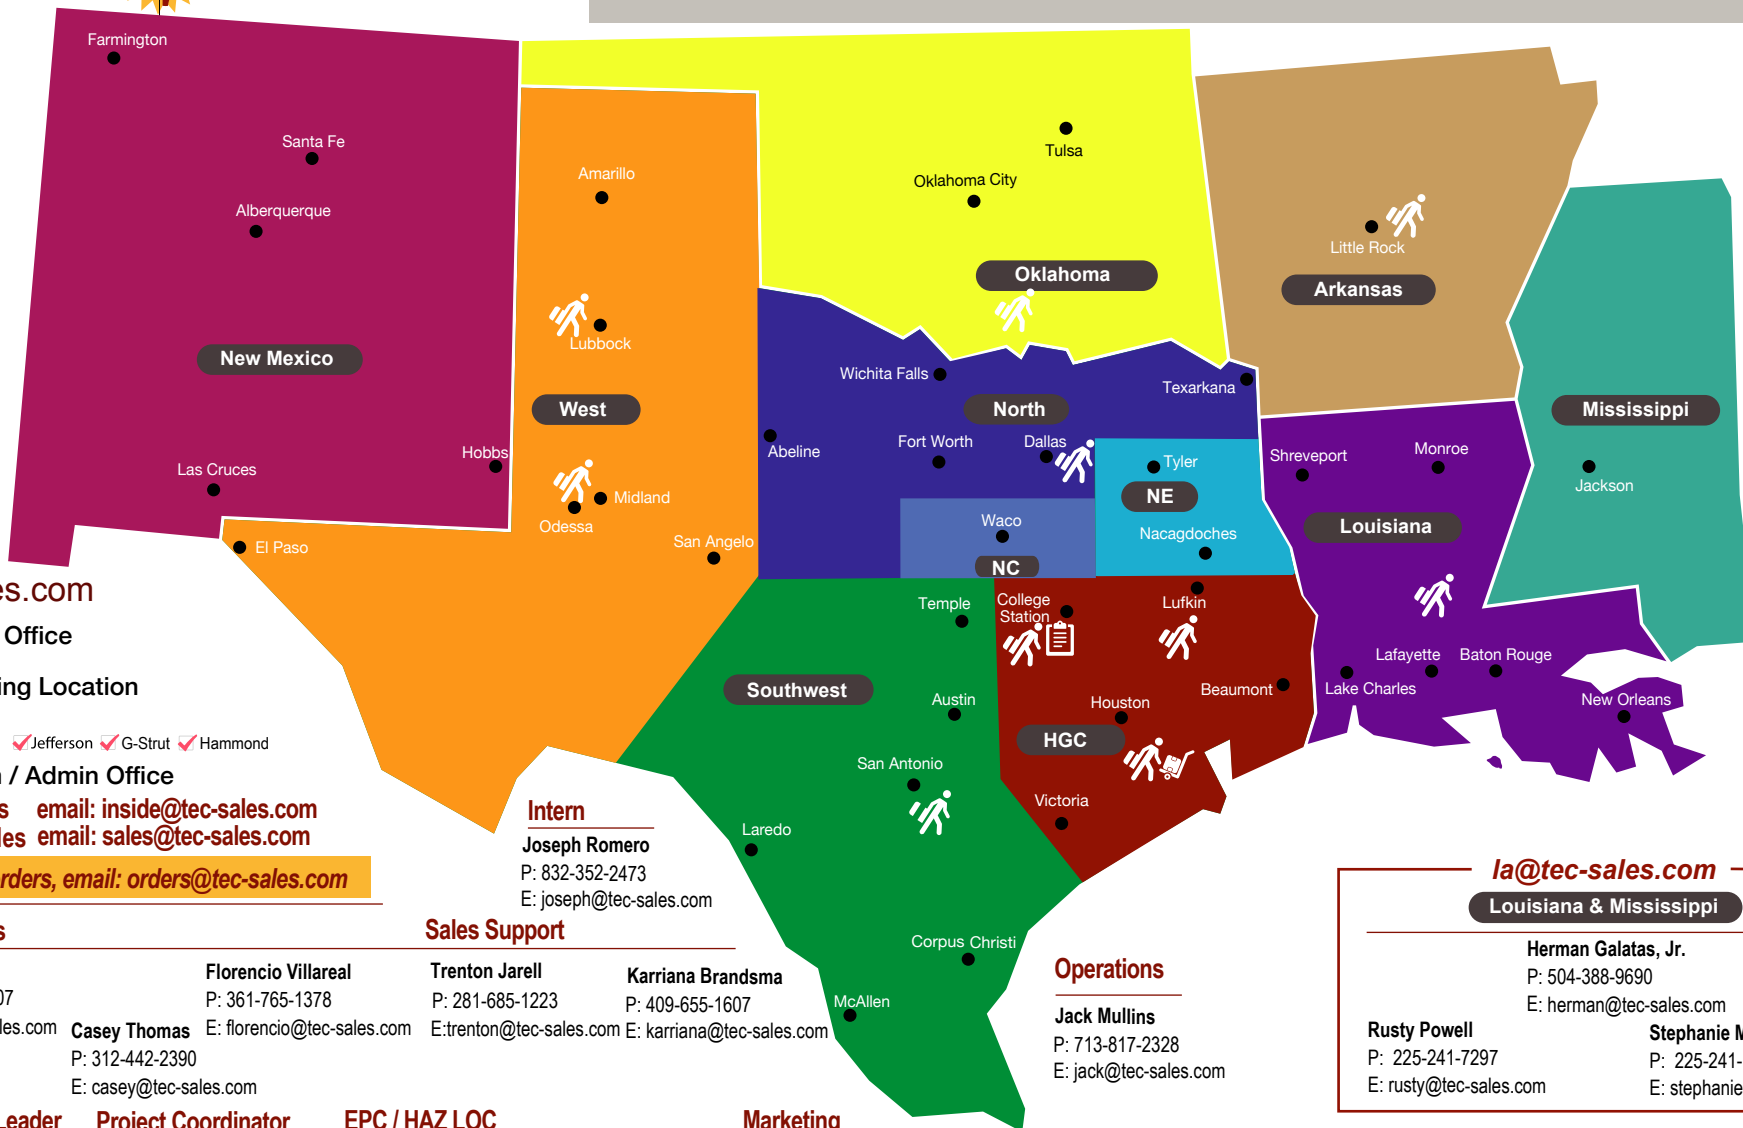 Farmington
Santa Fe
Alberquerque
New Mexico
Las Cruces
Hobbs
Amarillo
Lubbock
West
Midland
Odessa
San Angelo
El Paso
Tulsa
Oklahoma City
Oklahoma
Little Rock
Arkansas
Wichita Falls
Texarkana
North
Abeline
Fort Worth
Dallas
Tyler
NE
Nacagdoches
Waco
NC
Shreveport
Monroe
Louisiana
Mississippi
Jackson
Temple
College
Station
Lufkin
Southwest
Austin
Houston
Beaumont
HGC
San Antonio
Victoria
Laredo
Lafayette
Baton Rouge
Lake Charles
New Orleans
Corpus Christi
McAllen
es.com
Office
ing Location
Jefferson G-Strut Hammond
n / Admin Office
s email: inside@tec-sales.com
les email: sales@tec-sales.com
rders, email: orders@tec-sales.com
Intern
Joseph Romero
P: 832-352-2473
E: joseph@tec-sales.com
s
07
les.com
Casey Thomas
P: 312-442-2390
E: casey@tec-sales.com
Florencio Villareal
P: 361-765-1378
E: florencio@tec-sales.com
Sales Support
Trenton Jarell
P: 281-685-1223
E:trenton@tec-sales.com
Karriana Brandsma
P: 409-655-1607
E: karriana@tec-sales.com
Operations
Jack Mullins
P: 713-817-2328
E: jack@tec-sales.com
la@tec-sales.com
Louisiana & Mississippi
Herman Galatas, Jr.
P: 504-388-9690
E: herman@tec-sales.com
Rusty Powell
P: 225-241-7297
E: rusty@tec-sales.com
Stephanie M
P: 225-241-
E: stephanie
Leader Project Coordinator EPC / HAZ LOC Marketing